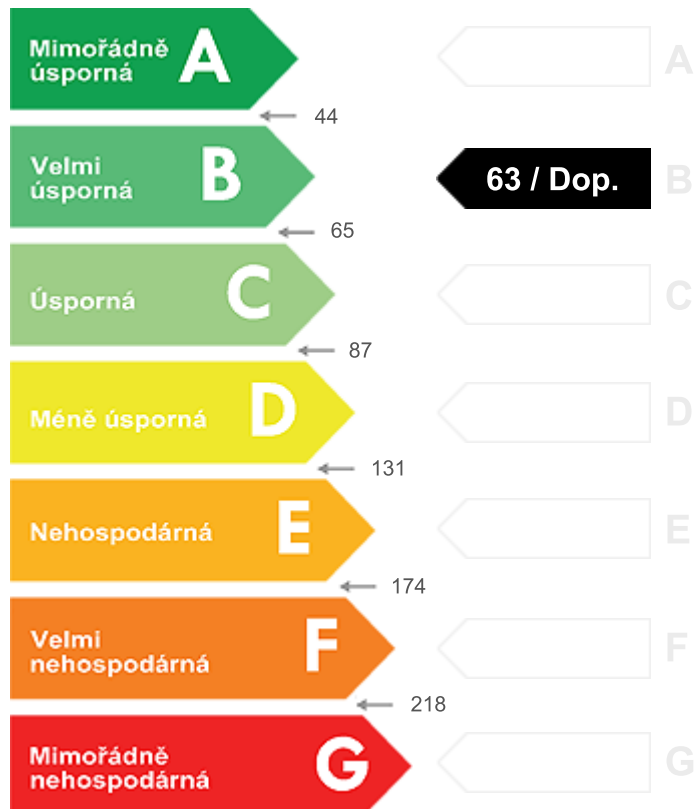 Mimořádně
úsporná
A
A
44
Velmi
úsporná
B
63 / Dop.
B
65
Úsporná
C
C
87
Méně úsporná
D
D
131
Nehospodárná
E
E
174
Velmi
nehospodárná
F
F
218
Mimořádně
nehospodárná
G
G